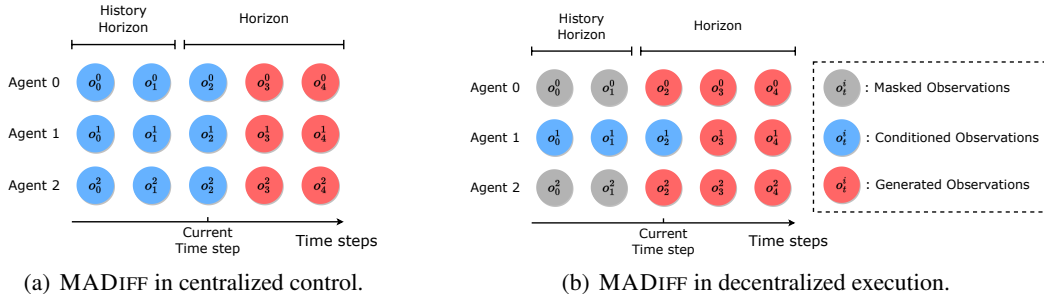 History
Horizon
Horizon
Agent 0
o_0^0 o_1^0 o_2^0 o_3^0 o_4^0
Agent 1
o_0^1 o_1^1 o_2^1 o_3^1 o_4^1
Agent 2
o_0^2 o_1^2 o_2^2 o_3^2 o_4^2
Current
Time step
Time steps
(a) MADIFF in centralized control.
History
Horizon
Horizon
Agent 0
o_0^0 o_1^0 o_2^0 o_3^0 o_4^0
Agent 1
o_0^1 o_1^1 o_2^1 o_3^1 o_4^1
Agent 2
o_0^2 o_1^2 o_2^2 o_3^2 o_4^2
Current
Time step
Time steps
o_t^i : Masked Observations
o_t^i : Conditioned Observations
o_t^i : Generated Observations
(b) MADIFF in decentralized execution.